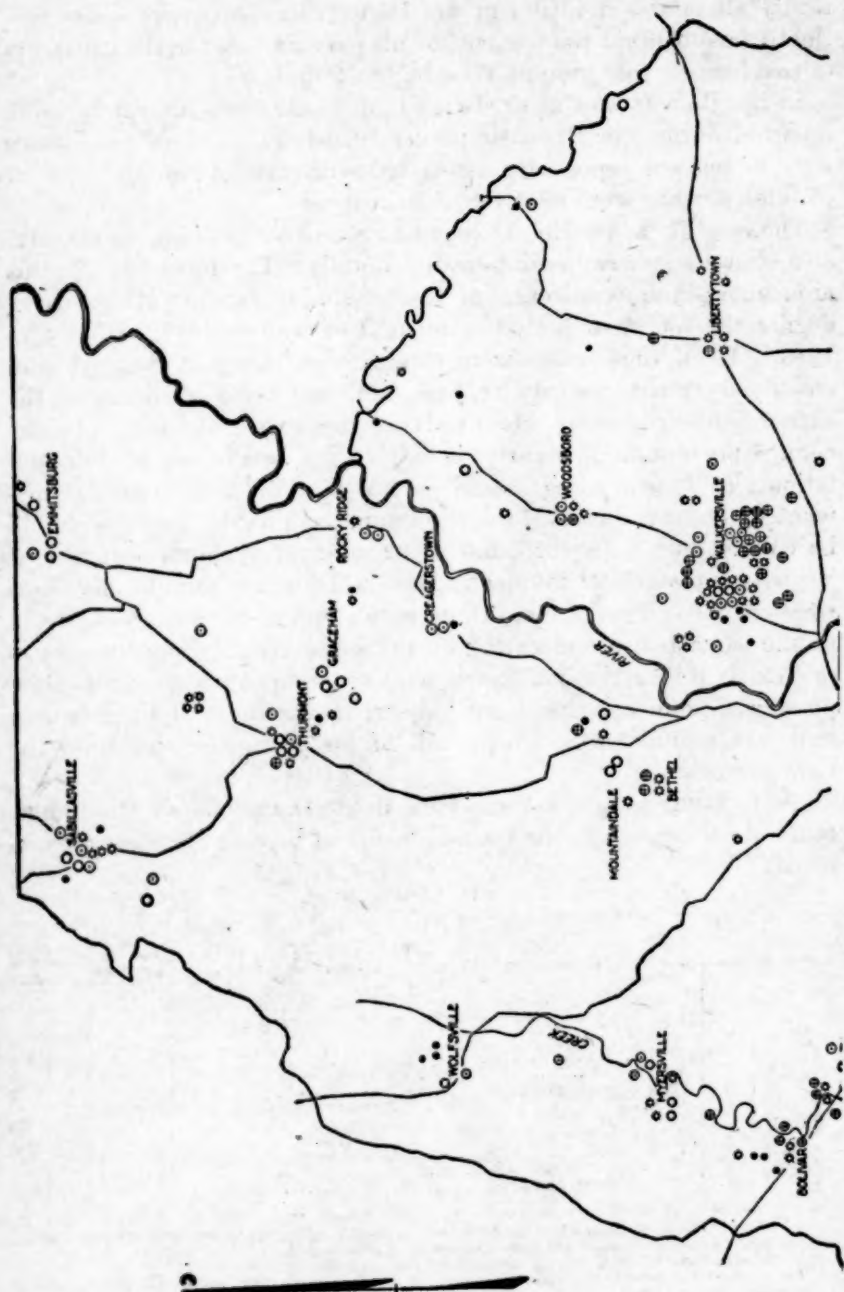 EMMITSBURG
SABILLASVILLE
ROCKY RIDGE
GRACEHAM
THURMONT
CREAGERSTOWN
WOODSBORO
LIBERTYTOWN
WALKERSVILLE
RIVER
MOUNTAINDALE
BETHEL
WOLFSVILLE
CREEK
MYERSVILLE
BOLIVAR